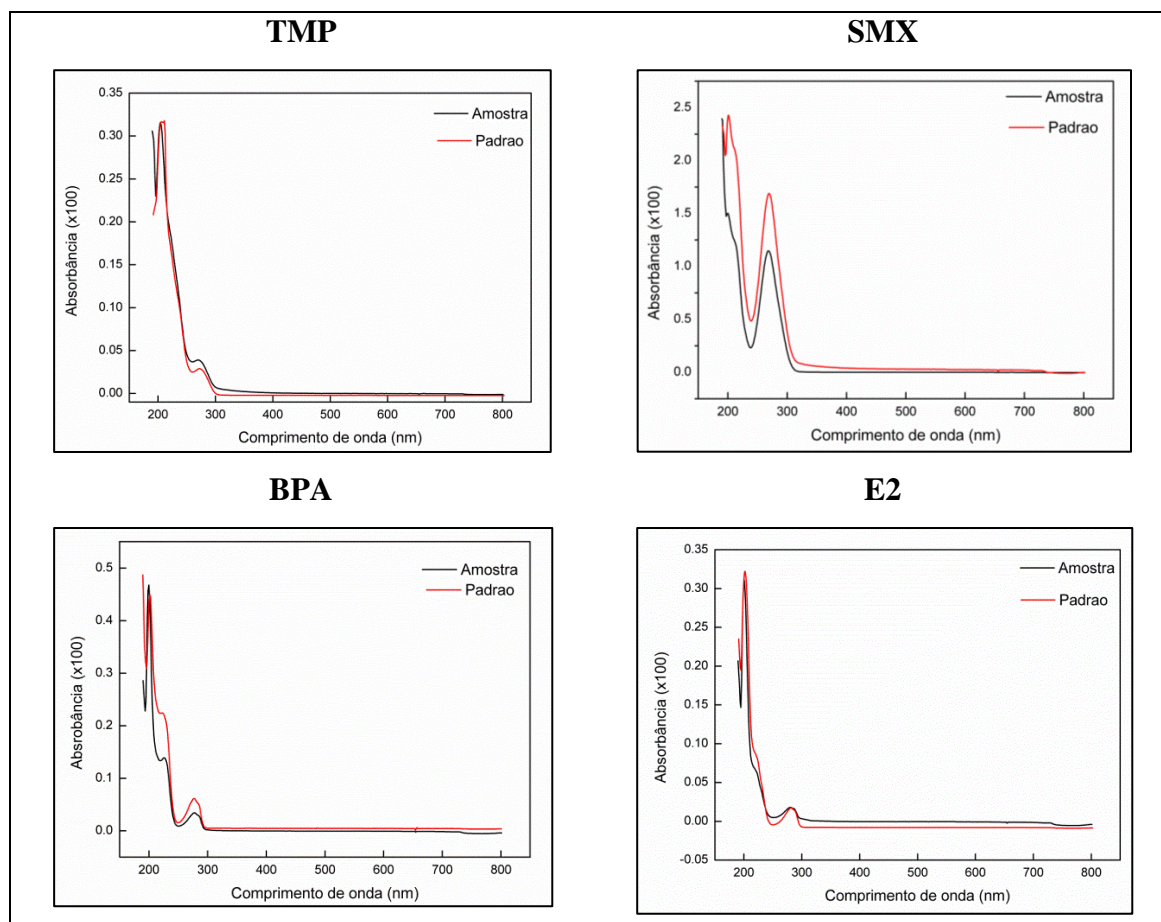 TMP
Amostra
Padrao
Absorbância (x100)
0.35
0.30
0.25
0.20
0.15
0.10
0.05
0.00
200 300 400 500 600 700 800
Comprimento de onda (nm)
SMX
Amostra
Padrao
Absorbância (x100)
2.5
2.0
1.5
1.0
0.5
0.0
200 300 400 500 600 700 800
Comprimento de onda (nm)
BPA
Amostra
Padrao
Absrobância (x100)
0.5
0.4
0.3
0.2
0.1
0.0
200 300 400 500 600 700 800
Comprimento de onda (nm)
E2
Amostra
Padrao
Absorbância (x100)
0.35
0.30
0.25
0.20
0.15
0.10
0.05
0.00
-0.05
200 300 400 500 600 700 800
Comprimento de onda (nm)